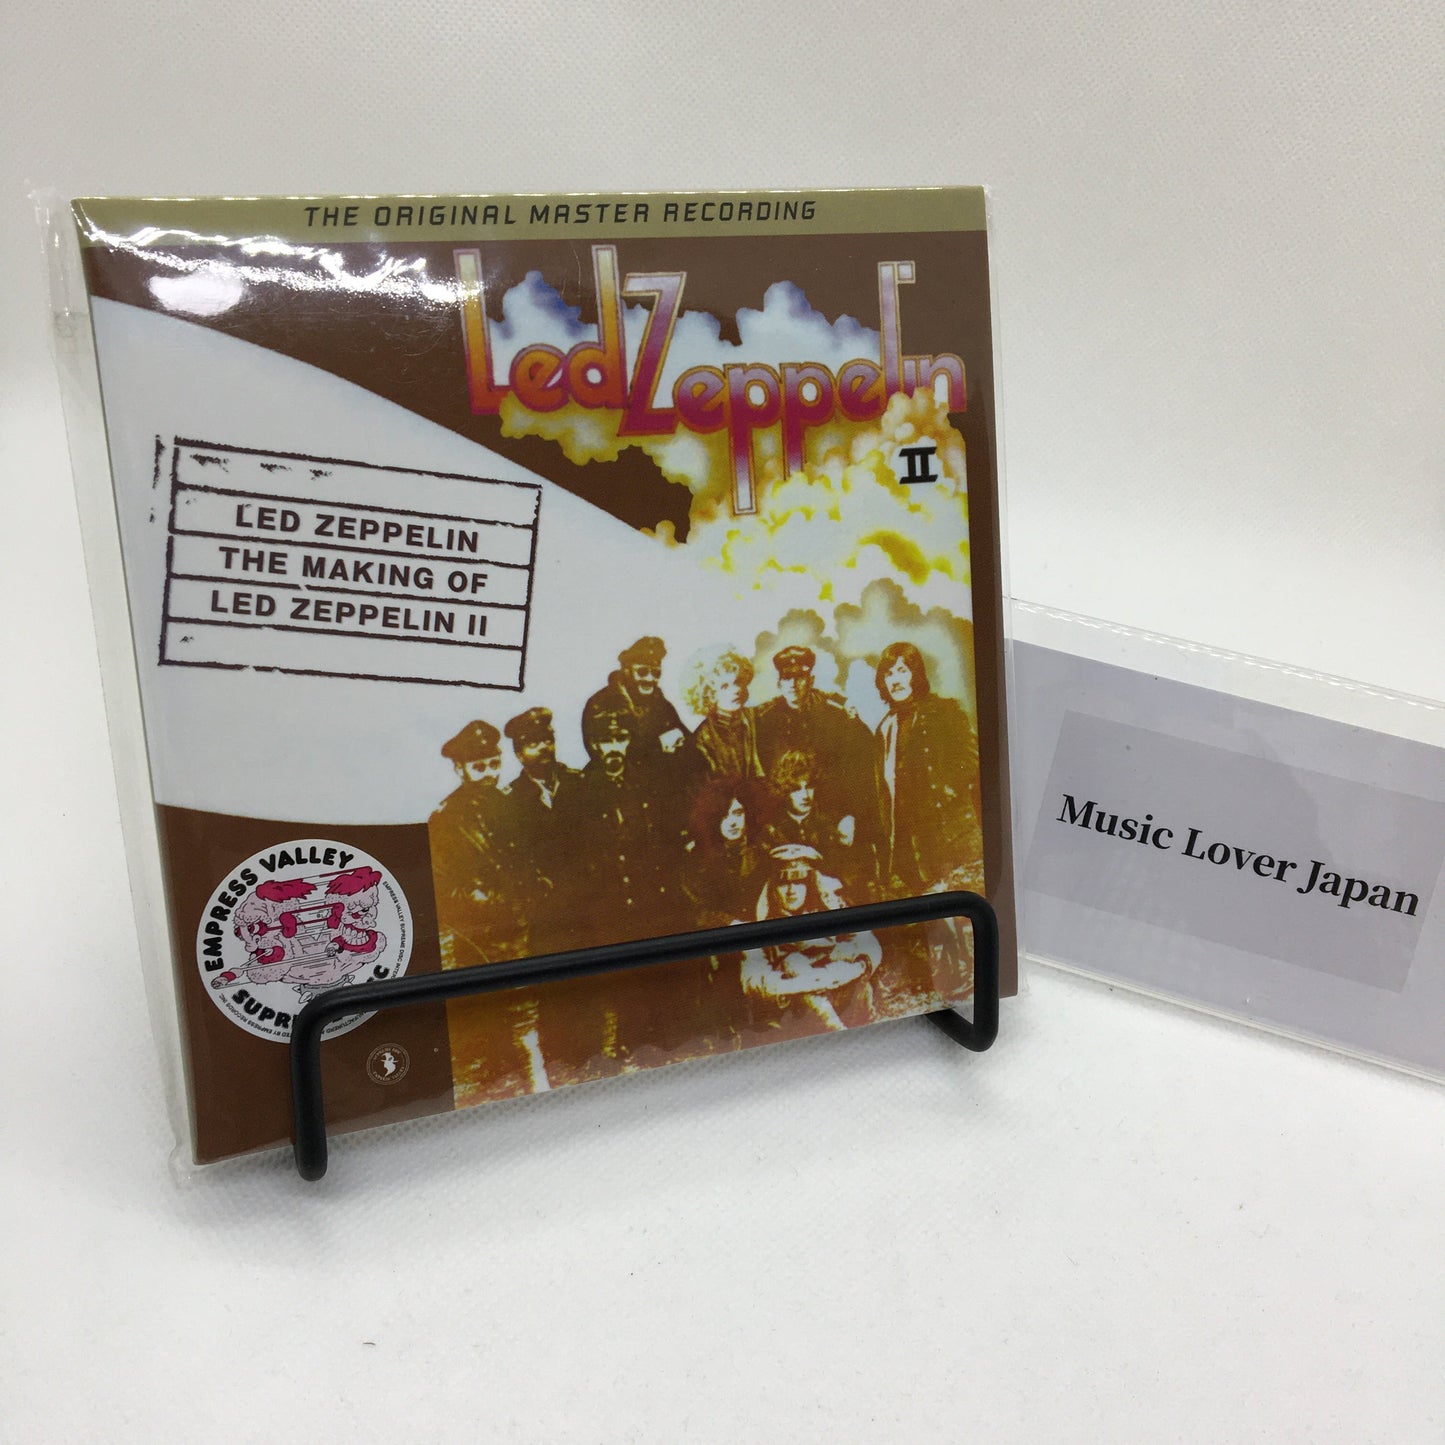 THE ORIGINAL MASTER RECORDING
Led Zeppelin
II
LED ZEPPELIN
THE MAKING OF
LED ZEPPELIN II
EMPRESS VALLEY
Music Lover Japan